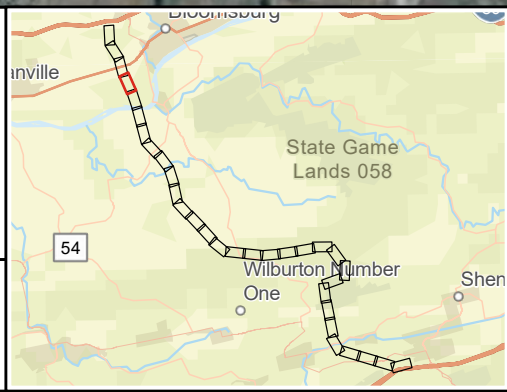 Bloomsburg
anville
State Game
Lands 058
54
Wilburton Number
One
Shen